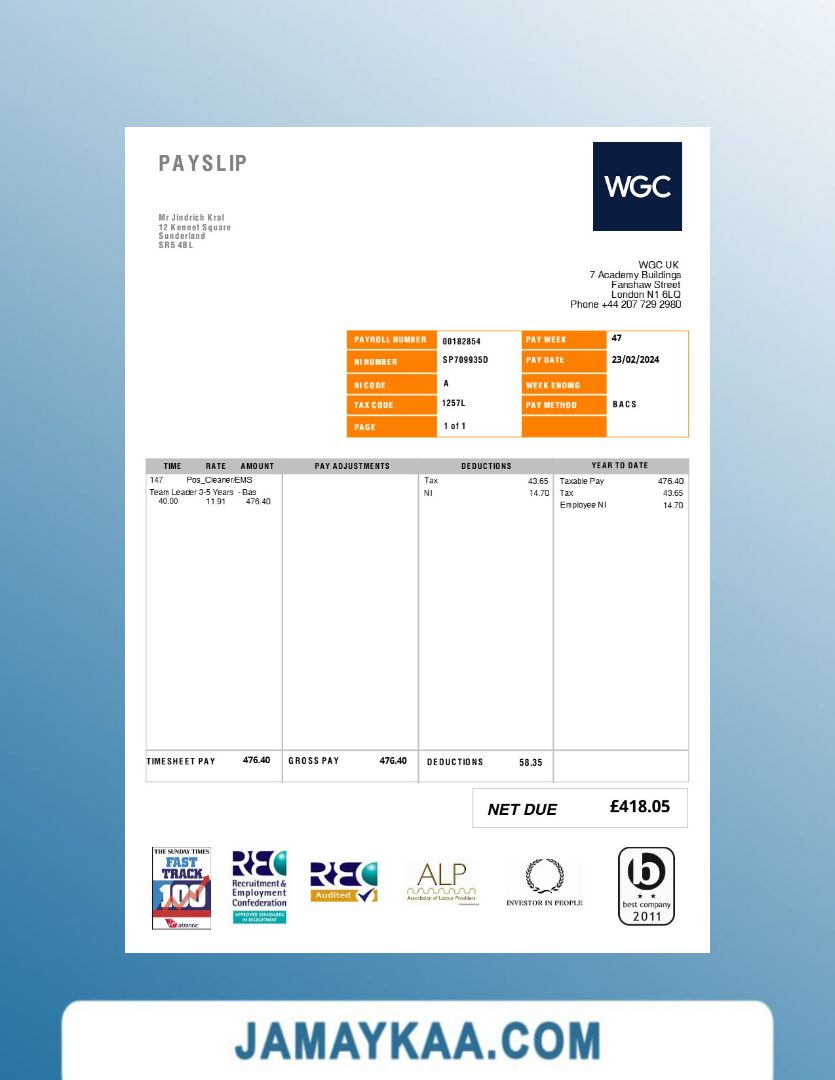 PAYSLIP
WGC
Mr Jindrich Kral
12 Kennet Square
Sunderland
SR5 4BL
WGC UK
7 Academy Buildings
Fanshaw Street
London N1 6LQ
Phone +44 207 729 2980
PAYROLL NUMBER 00182854 PAY WEEK 47
NI NUMBER SP709935D PAY DATE 23/02/2024
NI CODE A WEEK ENDING
TAX CODE 1257L PAY METHOD BACS
PAGE 1 of 1
TIME RATE AMOUNT PAY ADJUSTMENTS DEDUCTIONS YEAR TO DATE
147 Pos_Cleaner/EMS Tax 43.65 Taxable Pay 476.40
Team Leader 3-5 Years - Bas NI 14.70 Tax 43.65
40.00 11.91 476.40 Employee NI 14.70
TIMESHEET PAY 476.40 GROSS PAY 476.40 DEDUCTIONS 58.35
NET DUE £418.05
THE SUNDAY TIMES
FAST
TRACK
100
atlantic
REC
Recruitment &
Employment
Confederation
APPROVED STANDARDS
IN RECRUITMENT
REC
Audited
ALP
Association of Labour Providers
INVESTOR IN PEOPLE
b
best company
2011
JAMAYKAA.COM